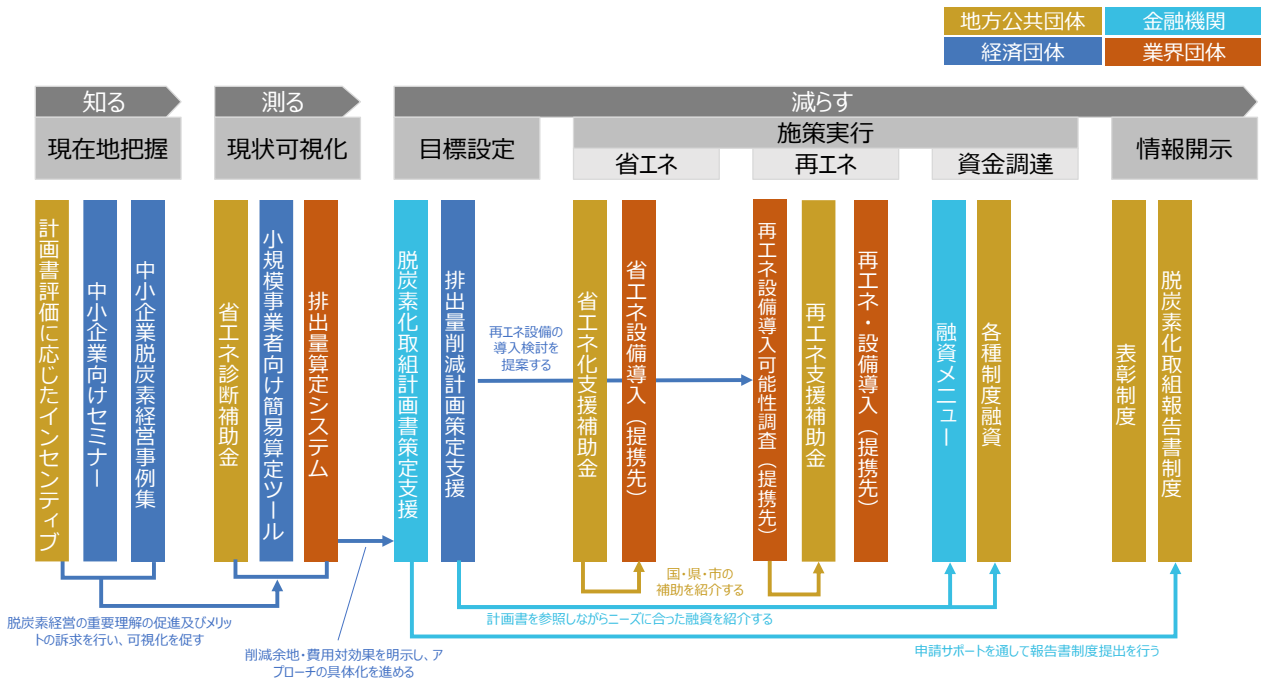 地方公共団体
金融機関
経済団体
業界団体
知る
測る
減らす
現在地把握
現状可視化
目標設定
施策実行
省エネ
再エネ
資金調達
情報開示
計画書評価に応じたインセンティブ
中小企業向けセミナー
中小企業脱炭素経営事例集
省エネ診断補助金
小規模事業者向け簡易算定ツール
排出量算定システム
脱炭素化取組計画書策定支援
排出量削減計画策定支援
再エネ設備の
導入検討を
提案する
省エネ化支援補助金
省エネ設備導入（提携先）
再エネ設備導入可能性調査（提携先）
再エネ支援補助金
再エネ・設備導入（提携先）
融資メニュー
各種制度融資
表彰制度
脱炭素化取組報告書制度
国・県・市の
補助を紹介する
計画書を参照しながらニーズに合った融資を紹介する
脱炭素経営の重要理解の促進及びメリッ
トの訴求を行い、可視化を促す
削減余地・費用対効果を明示し、ア
プローチの具体化を進める
申請サポートを通して報告書制度提出を行う